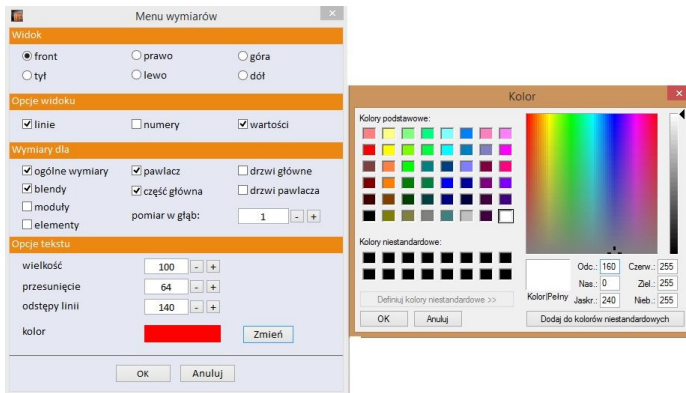 Menu wymiarów
Widok
front prawo góra
tył lewo dół
Opcje widoku
linie numery wartości
Wymiary dla
ogólne wymiary pawlacz drzwi główne
blendy część główna drzwi pawlacza
moduły
pomiar w głąb: 1 - +
elementy
Opcje tekstu
wielkość 100 - +
przesunięcie 64 - +
odstępy linii 140 - +
kolor Zmień
OK Anuluj
Kolor
Kolory podstawowe:
Kolory niestandardowe:
Definiuj kolory niestandardowe >>
OK Anuluj
Kolor|Pełny
Odc.: 160 Czerw.: 255
Nas.: 0 Ziel.: 255
Jaskr.: 240 Nieb.: 255
Dodaj do kolorów niestandardowych